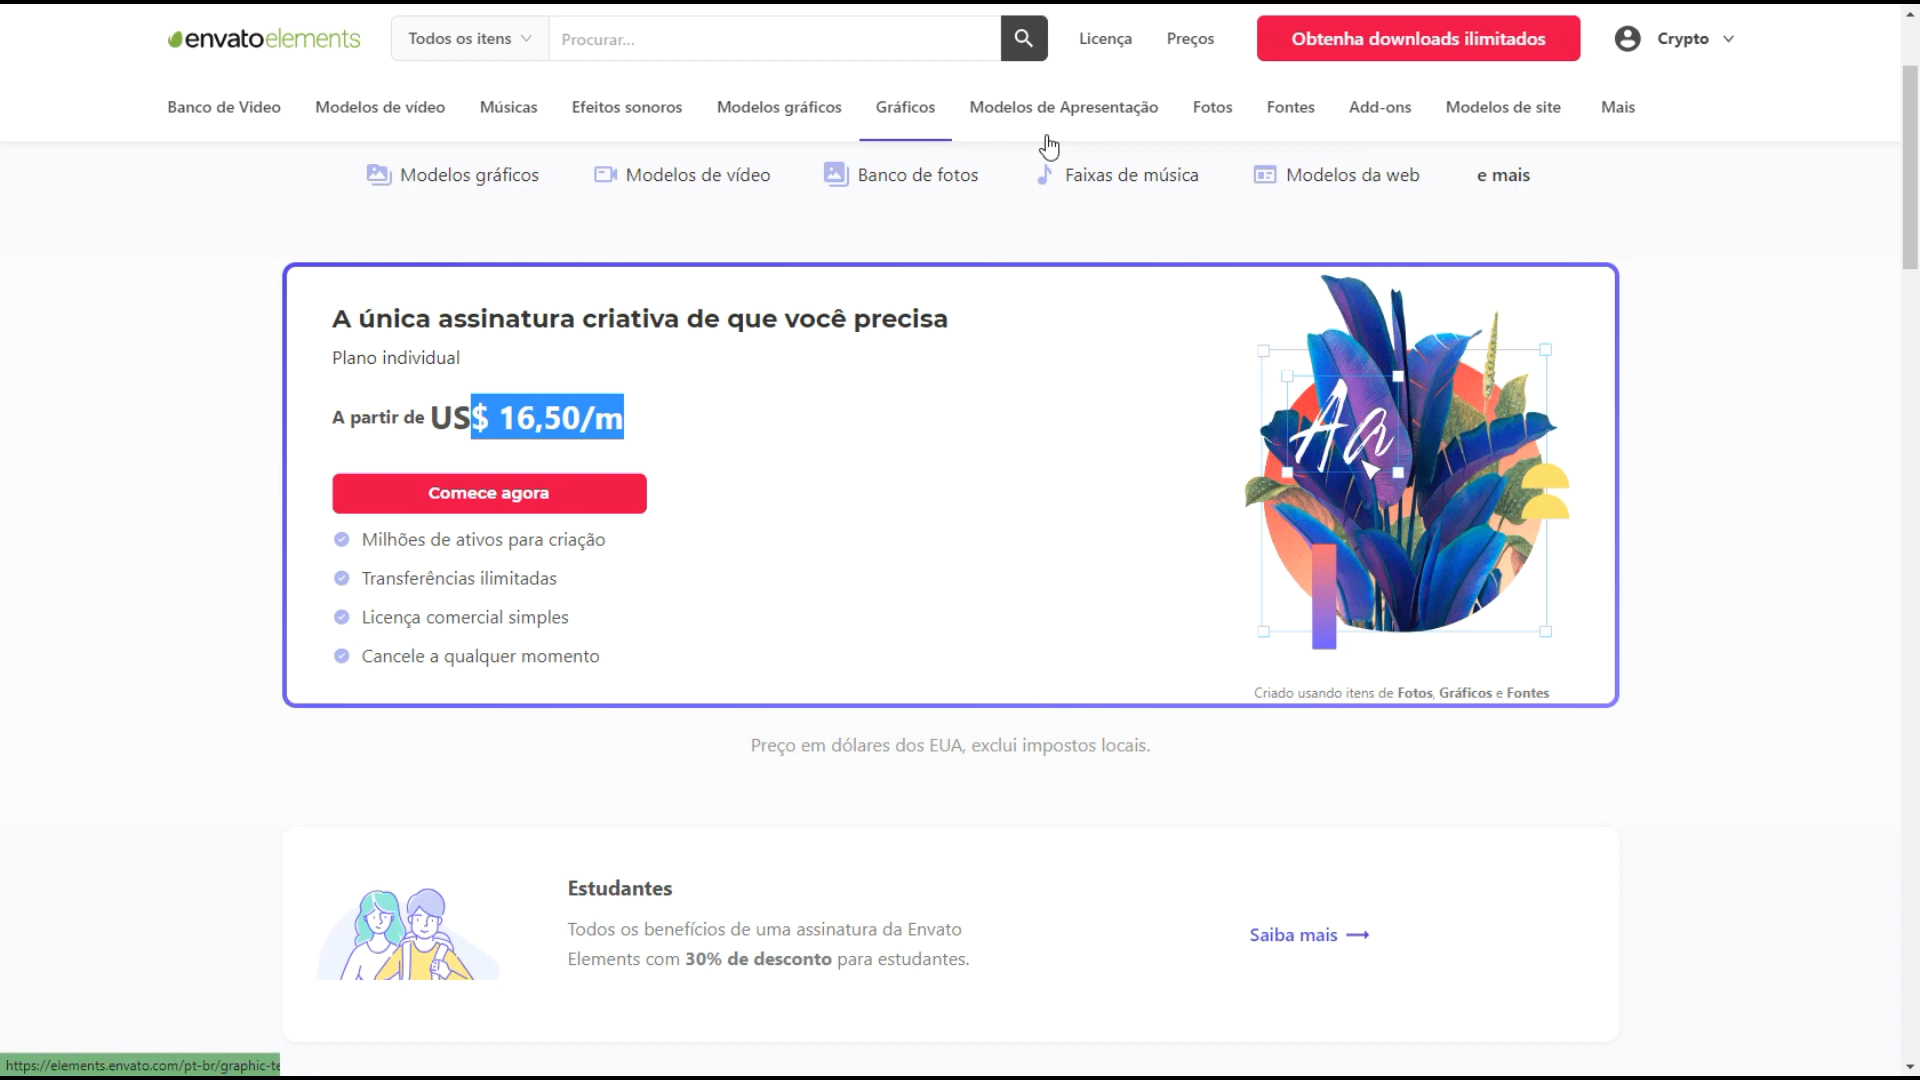 envatoelements
Todos os itens
Procurar...
Licença
Preços
Obtenha downloads ilimitados
Crypto
Banco de Video
Modelos de vídeo
Músicas
Efeitos sonoros
Modelos gráficos
Gráficos
Modelos de Apresentação
Fotos
Fontes
Add-ons
Modelos de site
Mais
Modelos gráficos
Modelos de vídeo
Banco de fotos
Faixas de música
Modelos da web
e mais
A única assinatura criativa de que você precisa
Plano individual
A partir de US$ 16,50/m
Comece agora
Milhões de ativos para criação
Transferências ilimitadas
Licença comercial simples
Cancele a qualquer momento
Aa
Criado usando itens de Fotos, Gráficos e Fontes
Preço em dólares dos EUA, exclui impostos locais.
Estudantes
Todos os benefícios de uma assinatura da Envato
Elements com 30% de desconto para estudantes.
Saiba mais
https://elements.envato.com/pt-br/graphic-te